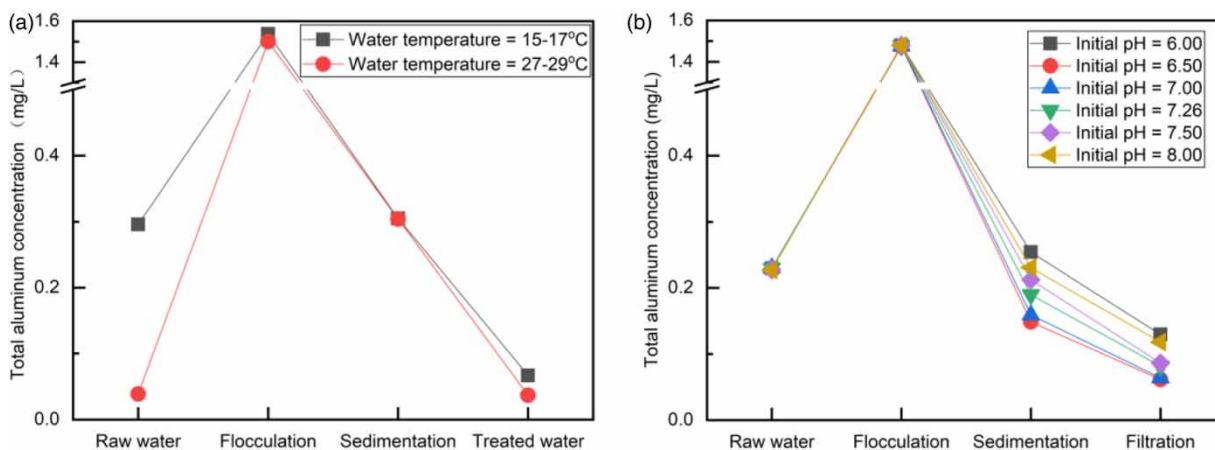 (a)
1.6
1.4
0.4
0.2
0.0
Total aluminum concentration（mg/L）
Water temperature = 15-17°C
Water temperature = 27-29°C
Raw water
Flocculation
Sedimentation
Treated water
(b)
1.6
1.4
0.4
0.2
0.0
Total aluminum concentration (mg/L)
Initial pH = 6.00
Initial pH = 6.50
Initial pH = 7.00
Initial pH = 7.26
Initial pH = 7.50
Initial pH = 8.00
Raw water
Flocculation
Sedimentation
Filtration